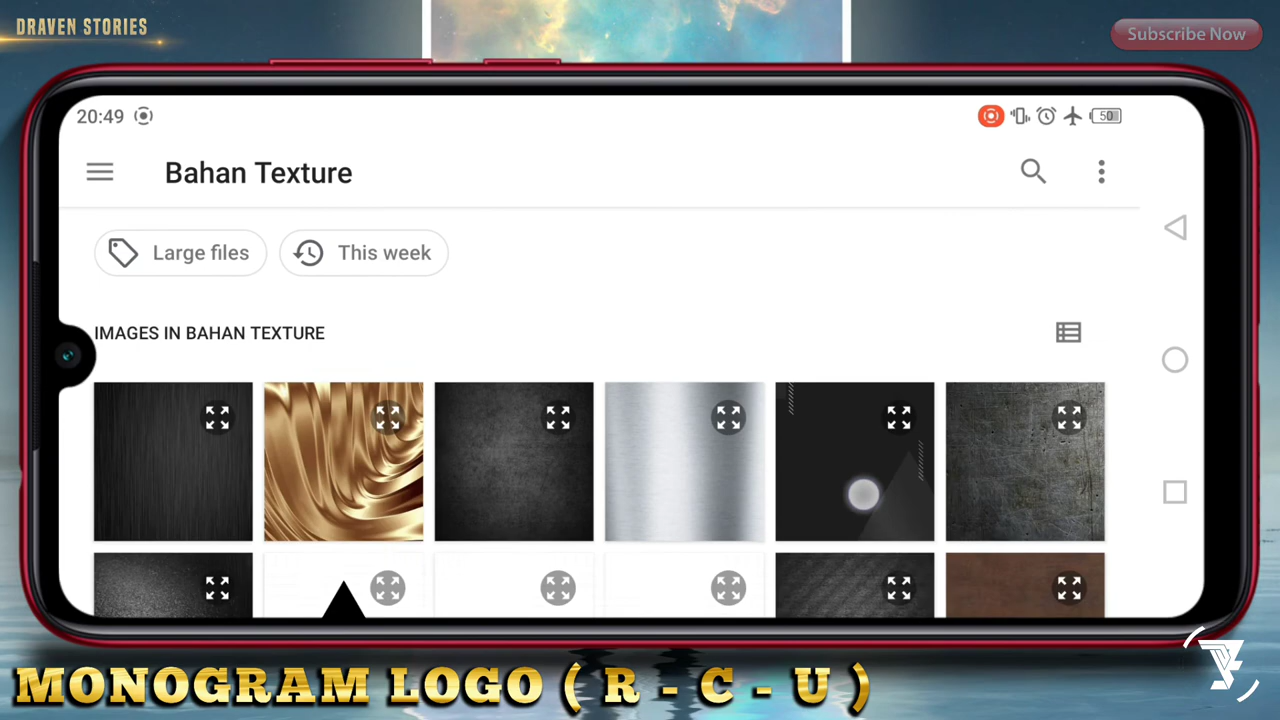 DRAVEN STORIES
Subscribe Now
20:49
50
Bahan Texture
Large files
This week
IMAGES IN BAHAN TEXTURE
MONOGRAM LOGO ( R - C - U )